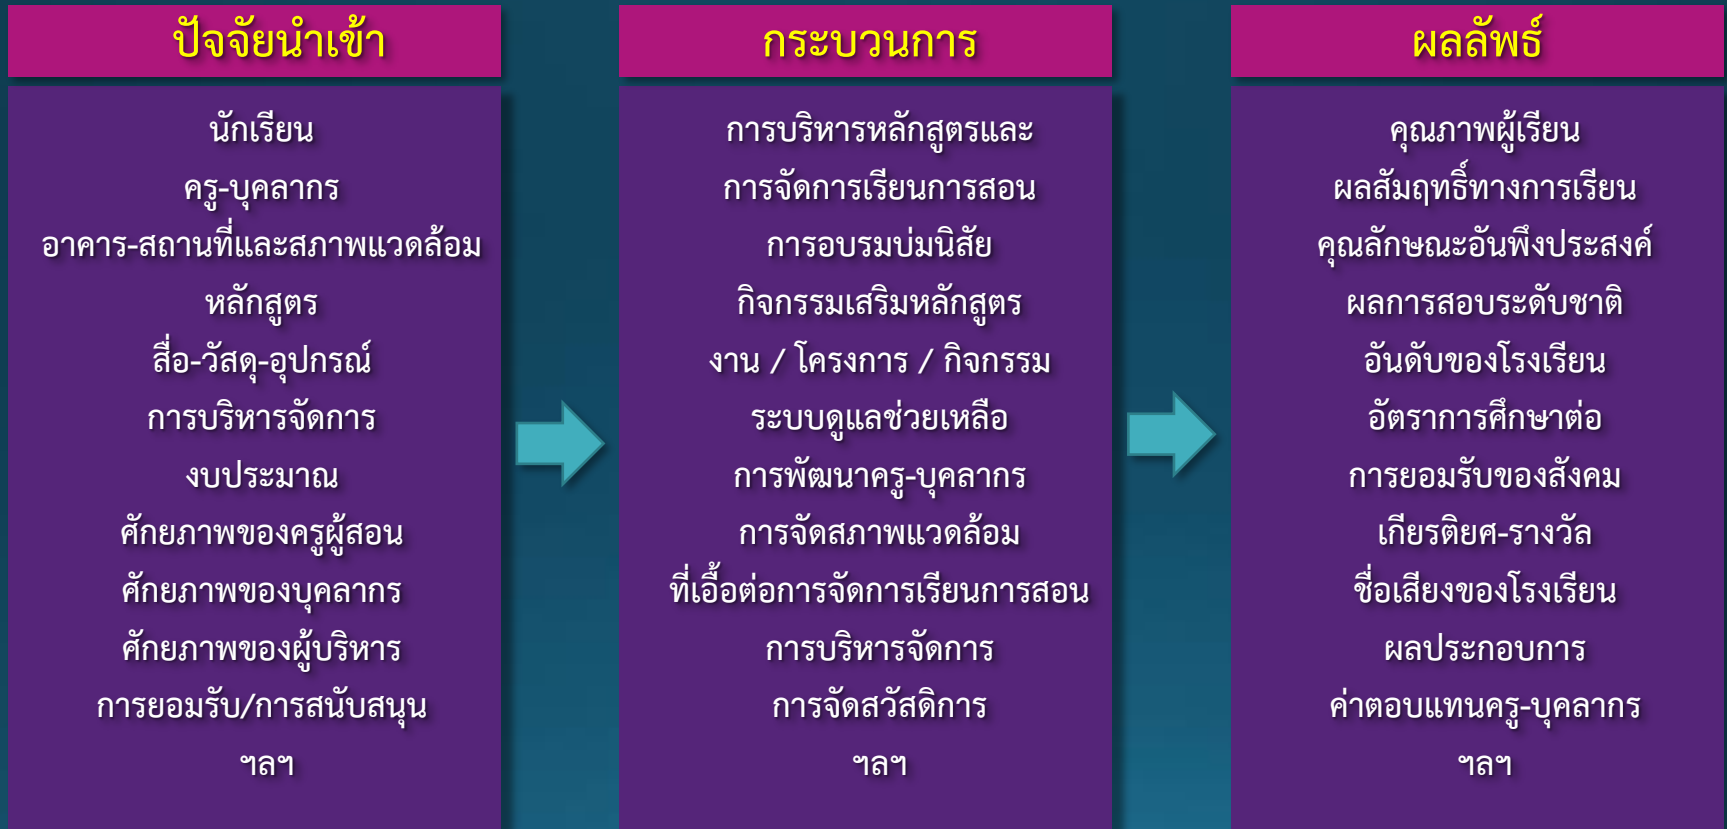 ปัจจัยนำเข้า
นักเรียน
ครู-บุคลากร
อาคาร-สถานที่และสภาพแวดล้อม
หลักสูตร
สื่อ-วัสดุ-อุปกรณ์
การบริหารจัดการ
งบประมาณ
ศักยภาพของครูผู้สอน
ศักยภาพของบุคลากร
ศักยภาพของผู้บริหาร
การยอมรับ/การสนับสนุน
ฯลฯ
กระบวนการ
การบริหารหลักสูตรและ
การจัดการเรียนการสอน
การอบรมบ่มนิสัย
กิจกรรมเสริมหลักสูตร
งาน / โครงการ / กิจกรรม
ระบบดูแลช่วยเหลือ
การพัฒนาครู-บุคลากร
การจัดสภาพแวดล้อม
ที่เอื้อต่อการจัดการเรียนการสอน
การบริหารจัดการ
การจัดสวัสดิการ
ฯลฯ
ผลลัพธ์
คุณภาพผู้เรียน
ผลสัมฤทธิ์ทางการเรียน
คุณลักษณะอันพึงประสงค์
ผลการสอบระดับชาติ
อันดับของโรงเรียน
อัตราการศึกษาต่อ
การยอมรับของสังคม
เกียรติยศ-รางวัล
ชื่อเสียงของโรงเรียน
ผลประกอบการ
ค่าตอบแทนครู-บุคลากร
ฯลฯ